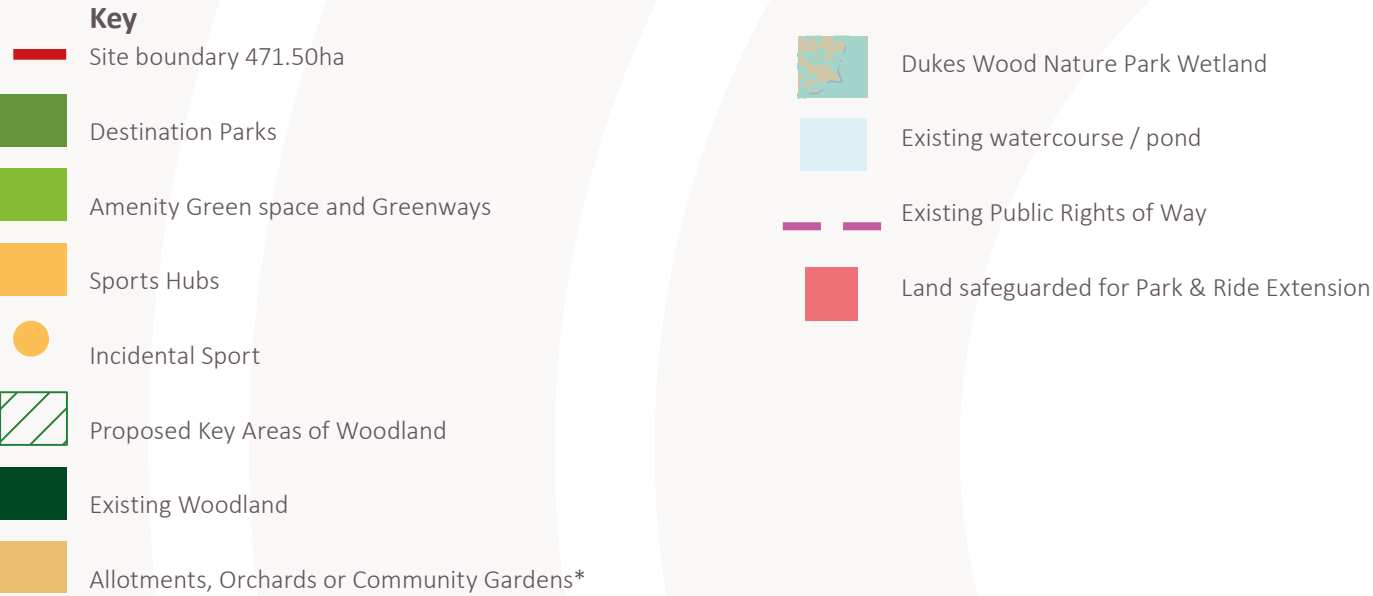 Key
Site boundary 471.50ha
Destination Parks
Amenity Green space and Greenways
Sports Hubs
Incidental Sport
Proposed Key Areas of Woodland
Existing Woodland
Allotments, Orchards or Community Gardens*
Dukes Wood Nature Park Wetland
Existing watercourse / pond
Existing Public Rights of Way
Land safeguarded for Park & Ride Extension